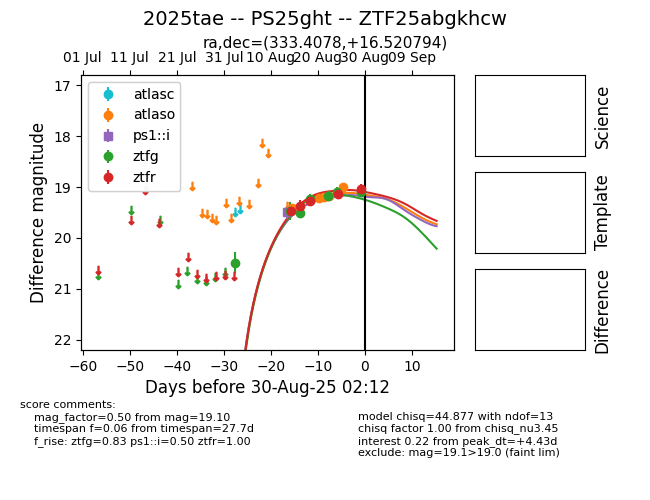 2025tae -- PS25ght -- ZTF25abgkhcw
ra,dec=(333.4078,+16.520794)
01 Jul 11 Jul 21 Jul 31 Jul 10 Aug 20 Aug 30 Aug 09 Sep
17
18
19
20
21
22
Difference magnitude
atlasc
atlaso
ps1::i
ztfg
ztfr
−60 −50 −40 −30 −20 −10 0 10
Days before 30-Aug-25 02:12
Science
Template
Difference
score comments:
mag_factor=0.50 from mag=19.10
timespan f=0.06 from timespan=27.7d
f_rise: ztfg=0.83 ps1::i=0.50 ztfr=1.00
model chisq=44.877 with ndof=13
chisq factor 1.00 from chisq_nu3.45
interest 0.22 from peak_dt=+4.43d
exclude: mag=19.1>19.0 (faint lim)